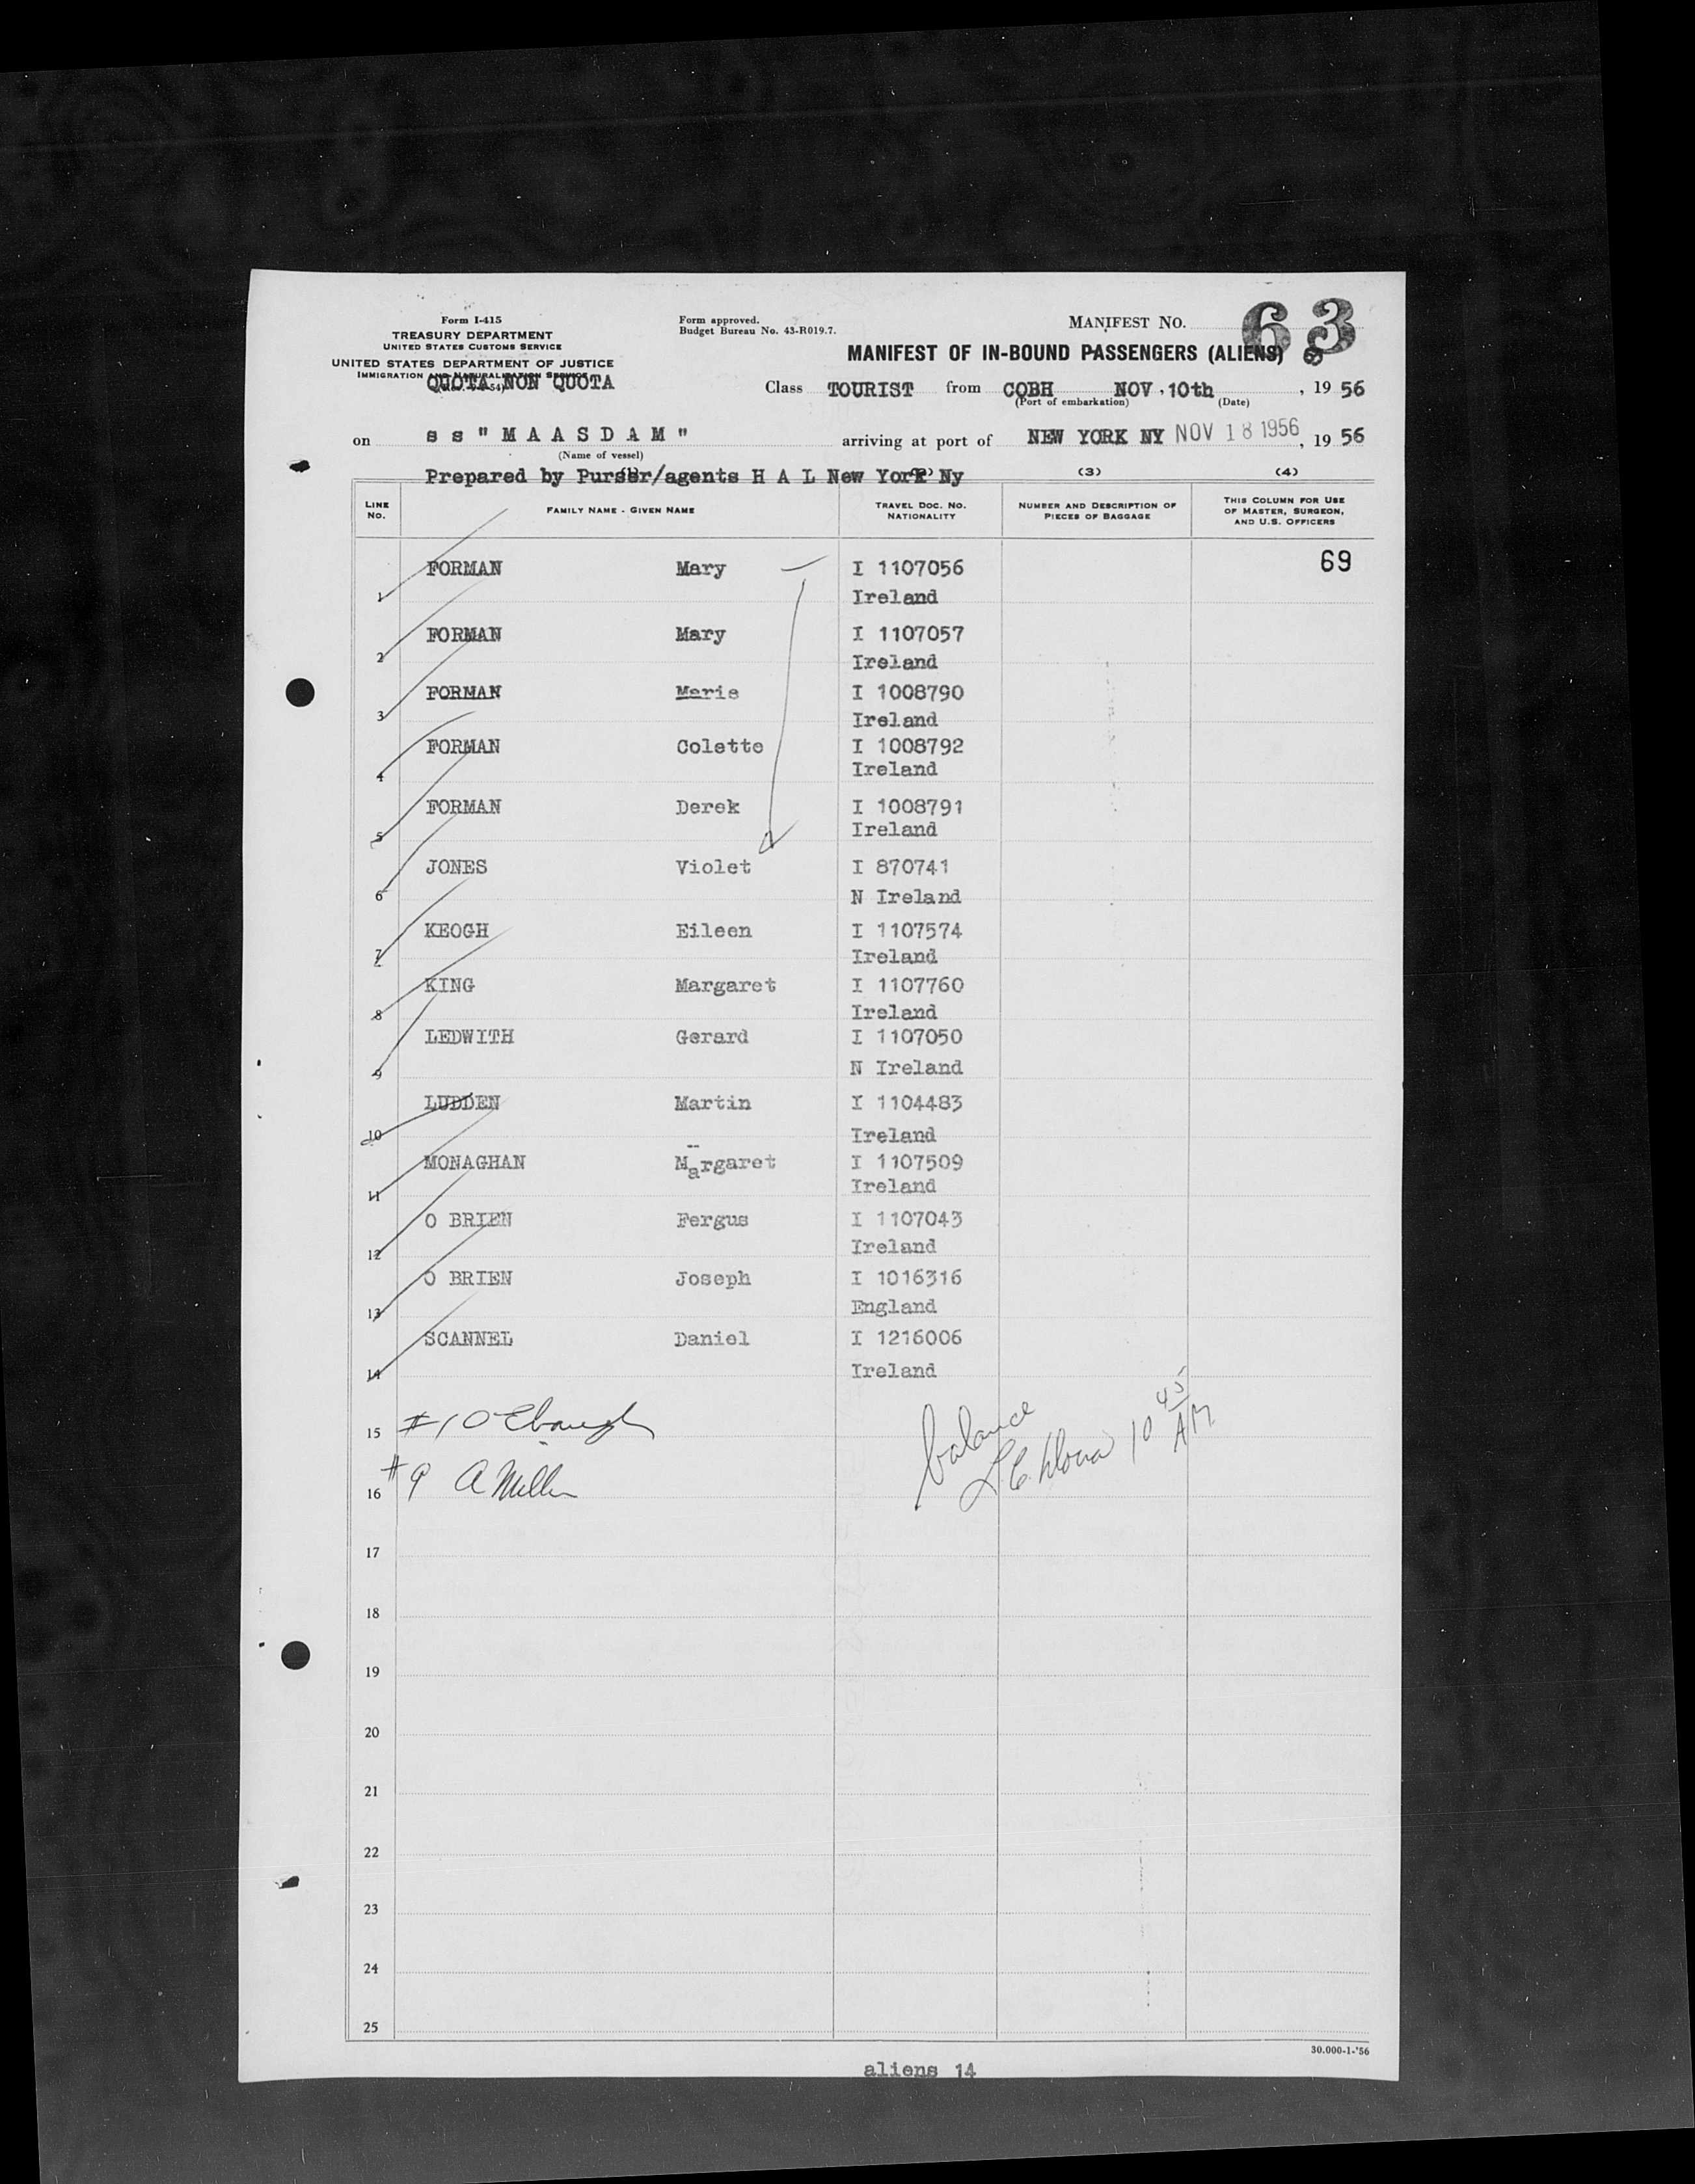 Form I-415
TREASURY DEPARTMENT
UNITED STATES CUSTOMS SERVICE
UNITED STATES DEPARTMENT OF JUSTICE
IMMIGRATION AND NATURALIZATION SERVICE
QUOTA NON QUOTA
Form approved.
Budget Bureau No. 43-R019.7.
MANIFEST NO. 63
MANIFEST OF IN-BOUND PASSENGERS (ALIENS)
Class TOURIST from COBH NOV, 10th, 19 56
(Port of embarkation) (Date)
on s s "M A A S D A M" arriving at port of NEW YORK NY NOV 18 1956, 19 56
(Name of vessel)
Prepared by Purser/agents H A L New York Ny (3) (4)
LINE NO. FAMILY NAME - GIVEN NAME TRAVEL DOC. NO. NATIONALITY NUMBER AND DESCRIPTION OF PIECES OF BAGGAGE THIS COLUMN FOR USE OF MASTER, SURGEON, AND U.S. OFFICERS
FORMAN Mary I 1107056 69
1 Ireland
FORMAN Mary I 1107057
2 Ireland
FORMAN Marie I 1008790
3 Ireland
FORMAN Colette I 1008792
4 Ireland
FORMAN Derek I 1008791
5 Ireland
JONES Violet I 870741
6 N Ireland
KEOGH Eileen I 1107574
7 Ireland
KING Margaret I 1107760
8 Ireland
LEDWITH Gerard I 1107050
9 N Ireland
LUDDEN Martin I 1104483
10 Ireland
MONAGHAN Margaret I 1107509
11 Ireland
O BRIEN Fergus I 1107043
12 Ireland
O BRIEN Joseph I 1016316
13 England
SCANNEL Daniel I 1216006
14 Ireland
15 #10 balance 10 45 AM
16 #9 A Miller
17
18
19
20
21
22
23
24
25
30.000-1-'56
aliens 14